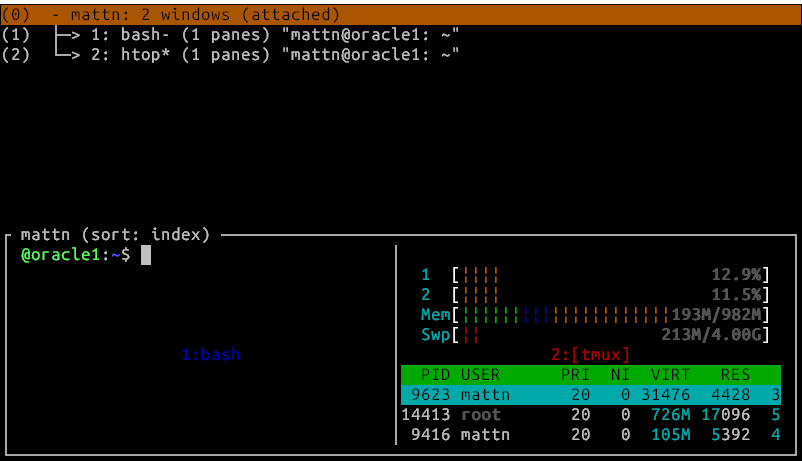 (0)  - mattn: 2 windows (attached)
(1)  ├─> 1: bash- (1 panes) "mattn@oracle1: ~"
(2)  └─> 2: htop* (1 panes) "mattn@oracle1: ~"
mattn (sort: index)
@oracle1:~$
1 [|||| 12.9%]
2 [|||| 11.5%]
Mem[|||||||||||||||||||||||193M/982M]
Swp[|| 213M/4.00G]
1:bash
2:[tmux]
PID USER PRI NI VIRT RES
9623 mattn 20 0 31476 4428 3
14413 root 20 0 726M 17096 5
9416 mattn 20 0 105M 5392 4